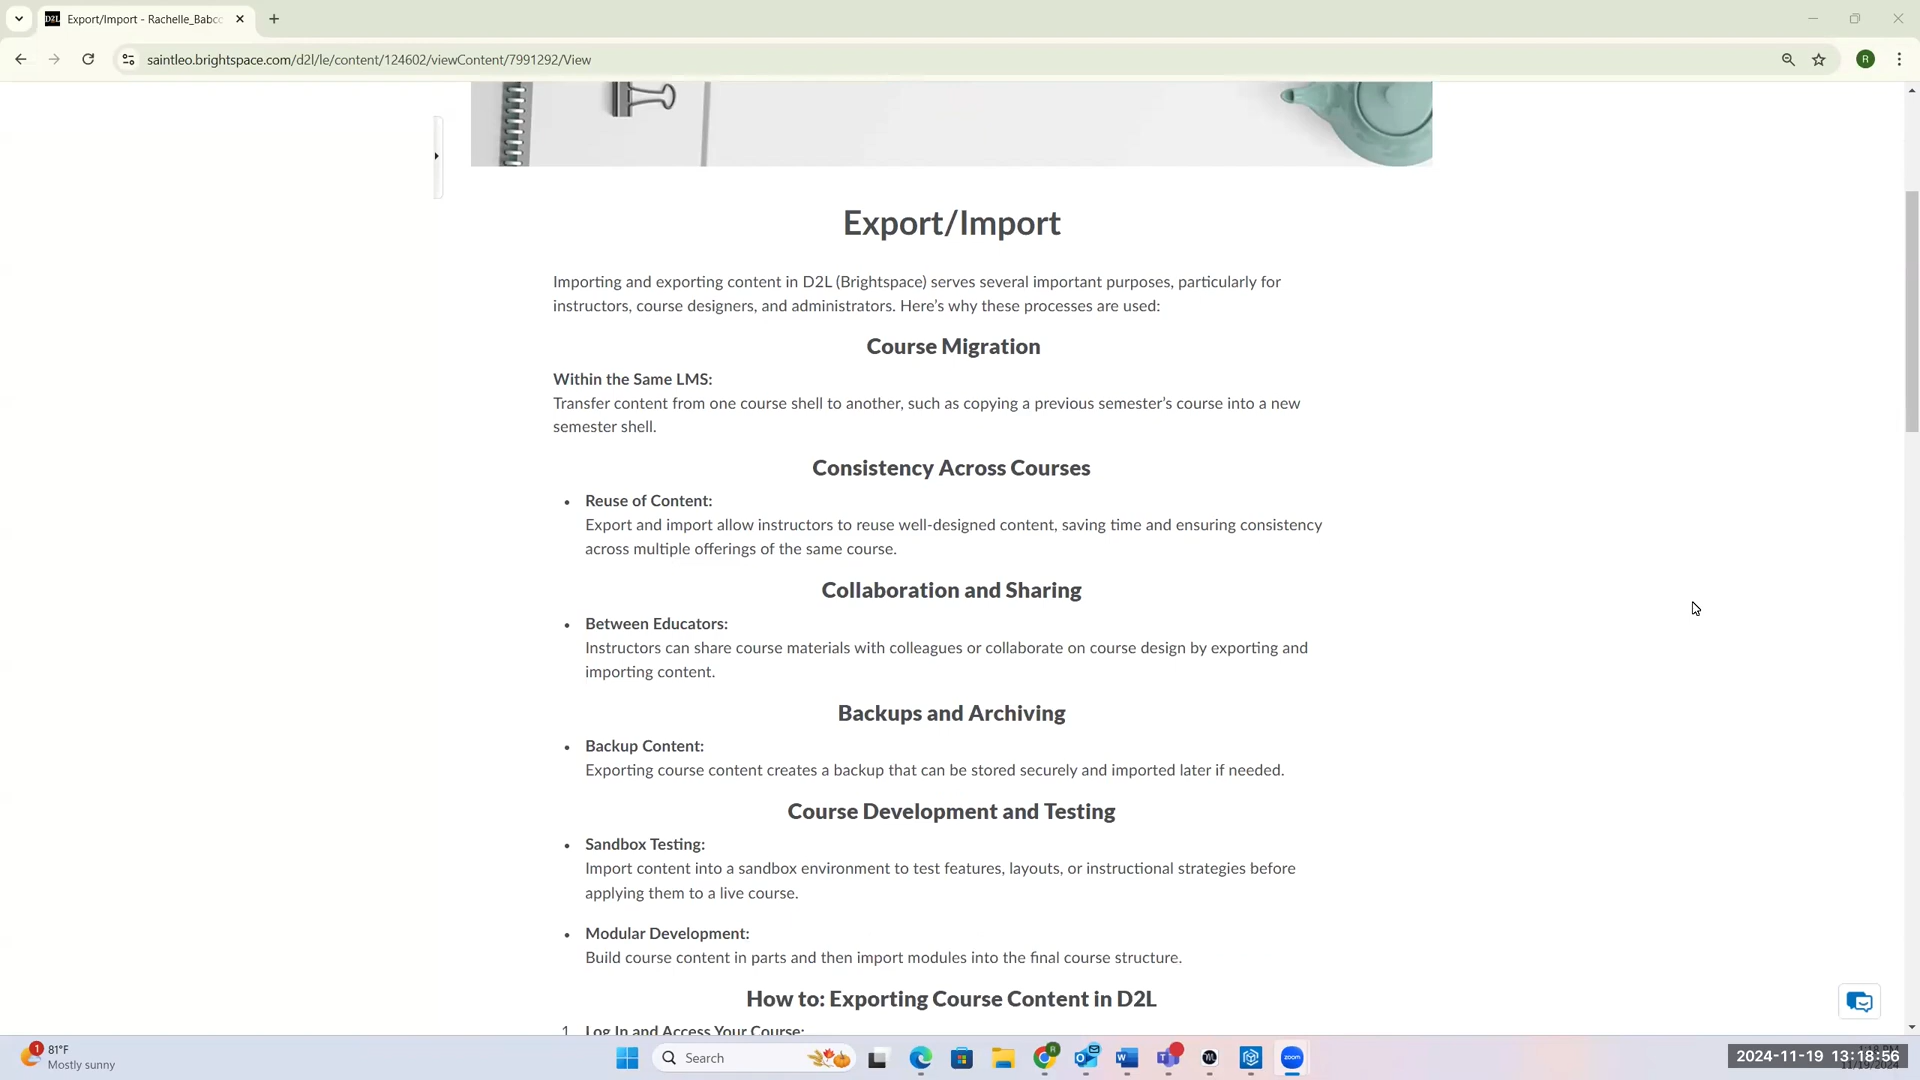 D2L Export/Import - Rachelle_Babco
saintleo.brightspace.com/d2l/le/content/124602/viewContent/7991292/View
R
Export/Import
Importing and exporting content in D2L (Brightspace) serves several important purposes, particularly for
instructors, course designers, and administrators. Here’s why these processes are used:
Course Migration
Within the Same LMS:
Transfer content from one course shell to another, such as copying a previous semester’s course into a new
semester shell.
Consistency Across Courses
• Reuse of Content:
Export and import allow instructors to reuse well-designed content, saving time and ensuring consistency
across multiple offerings of the same course.
Collaboration and Sharing
• Between Educators:
Instructors can share course materials with colleagues or collaborate on course design by exporting and
importing content.
Backups and Archiving
• Backup Content:
Exporting course content creates a backup that can be stored securely and imported later if needed.
Course Development and Testing
• Sandbox Testing:
Import content into a sandbox environment to test features, layouts, or instructional strategies before
applying them to a live course.
• Modular Development:
Build course content in parts and then import modules into the final course structure.
How to: Exporting Course Content in D2L
1. Log In and Access Your Course:
1
81°F
Mostly sunny
Search
zoom
2024-11-19 13:18:56